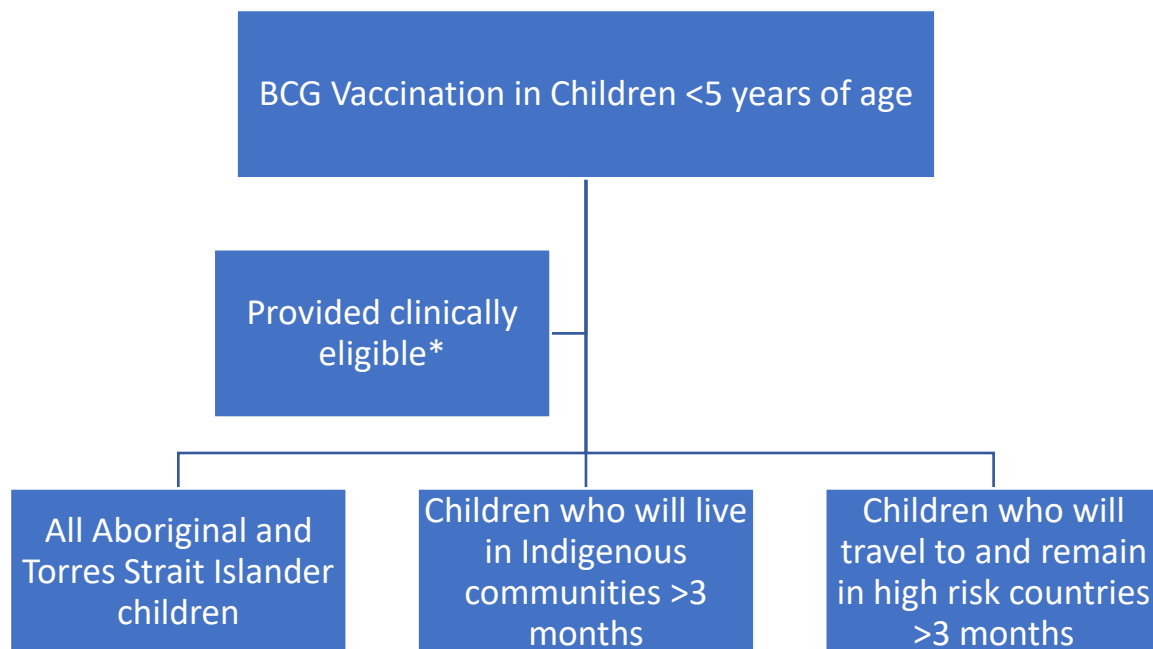 BCG Vaccination in Children <5 years of age
Provided clinically
eligible*
All Aboriginal and
Torres Strait Islander
children
Children who will live
in Indigenous
communities >3
months
Children who will
travel to and remain
in high risk countries
>3 months